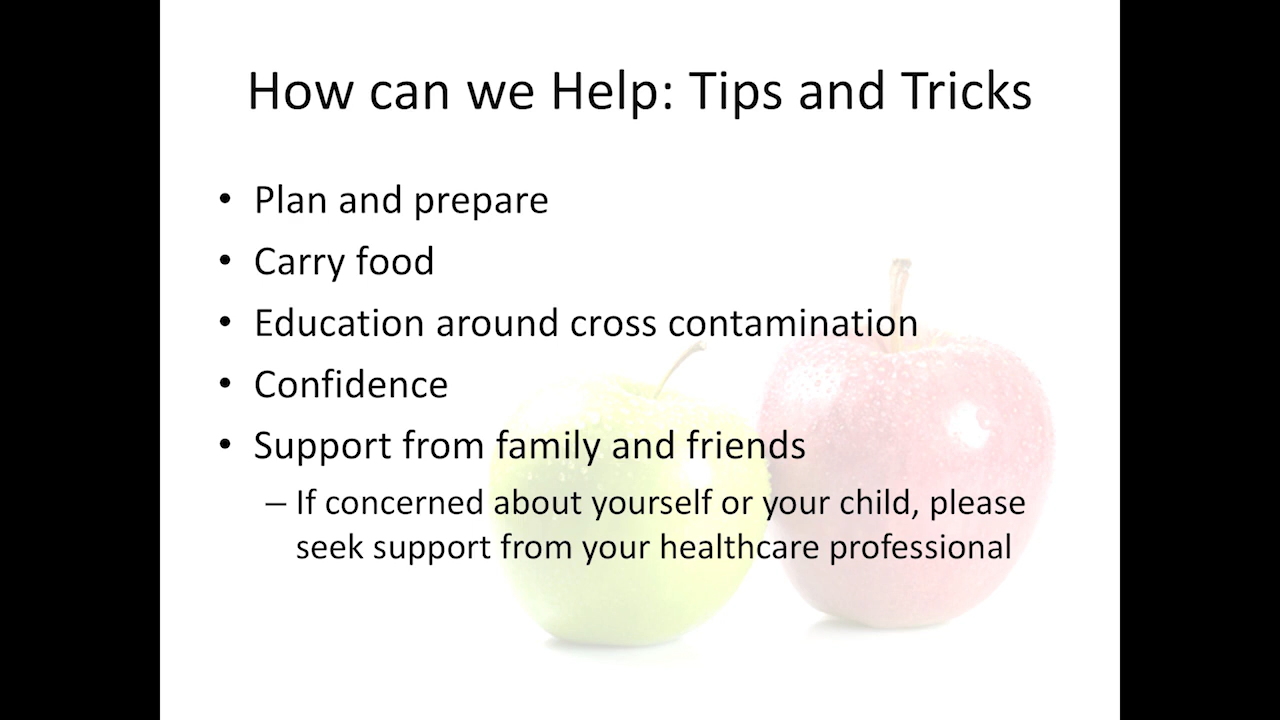 How can we Help: Tips and Tricks
• Plan and prepare
• Carry food
• Education around cross contamination
• Confidence
• Support from family and friends
– If concerned about yourself or your child, please
seek support from your healthcare professional